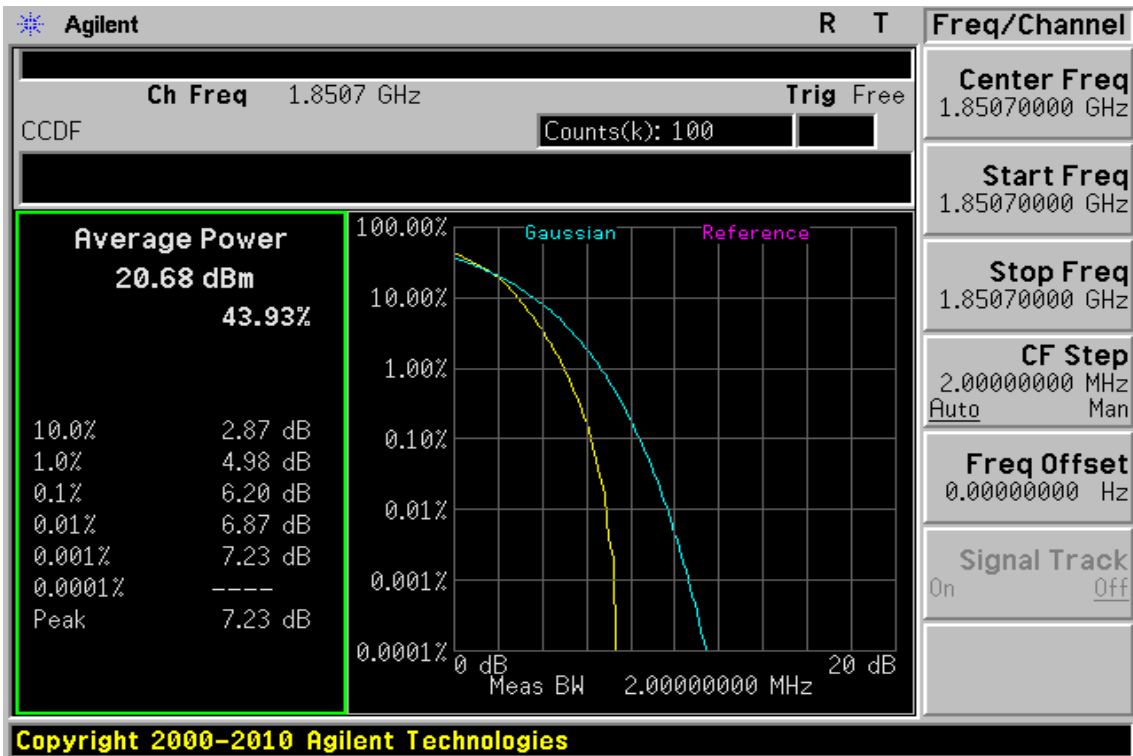 Agilent
R T
Ch Freq 1.8507 GHz
Trig Free
CCDF
Counts(k): 100
Average Power
20.68 dBm
43.93%
10.0% 2.87 dB
1.0% 4.98 dB
0.1% 6.20 dB
0.01% 6.87 dB
0.001% 7.23 dB
0.0001% ----
Peak 7.23 dB
Gaussian
Reference
100.00%
10.00%
1.00%
0.10%
0.01%
0.001%
0.0001%
0 dB
20 dB
Meas BW 2.000000000 MHz
Freq/Channel
Center Freq
1.85070000 GHz
Start Freq
1.85070000 GHz
Stop Freq
1.85070000 GHz
CF Step
2.00000000 MHz
Auto Man
Freq Offset
0.00000000 Hz
Signal Track
On Off
Copyright 2000-2010 Agilent Technologies